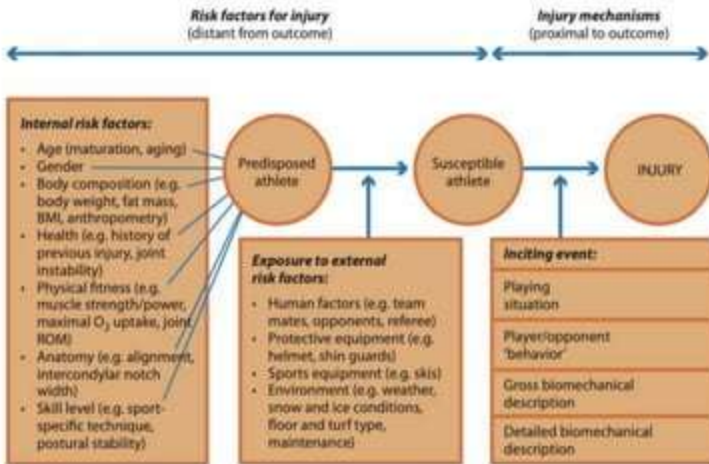 Risk factors for injury
(distant from outcome)
Injury mechanisms
(proximal to outcome)
Internal risk factors:
• Age (maturation, aging)
• Gender
• Body composition (e.g.
body weight, fat mass,
BMI, anthropometry)
• Health (e.g. history of
previous injury, joint
instability)
• Physical fitness (e.g.
muscle strength/power,
maximal O₂ uptake, joint
ROM)
• Anatomy (e.g. alignment,
intercondylar notch
width)
• Skill level (e.g. sport-
specific technique,
postural stability)
Predisposed
athlete
Susceptible
athlete
INJURY
Exposure to external
risk factors:
• Human factors (e.g. team
mates, opponents, referee)
• Protective equipment (e.g.
helmet, shin guards)
• Sports equipment (e.g. skis)
• Environment (e.g. weather,
snow and ice conditions,
floor and turf type,
maintenance)
Inciting event:
Playing
situation
Player/opponent
'behavior'
Gross biomechanical
description
Detailed biomechanical
description